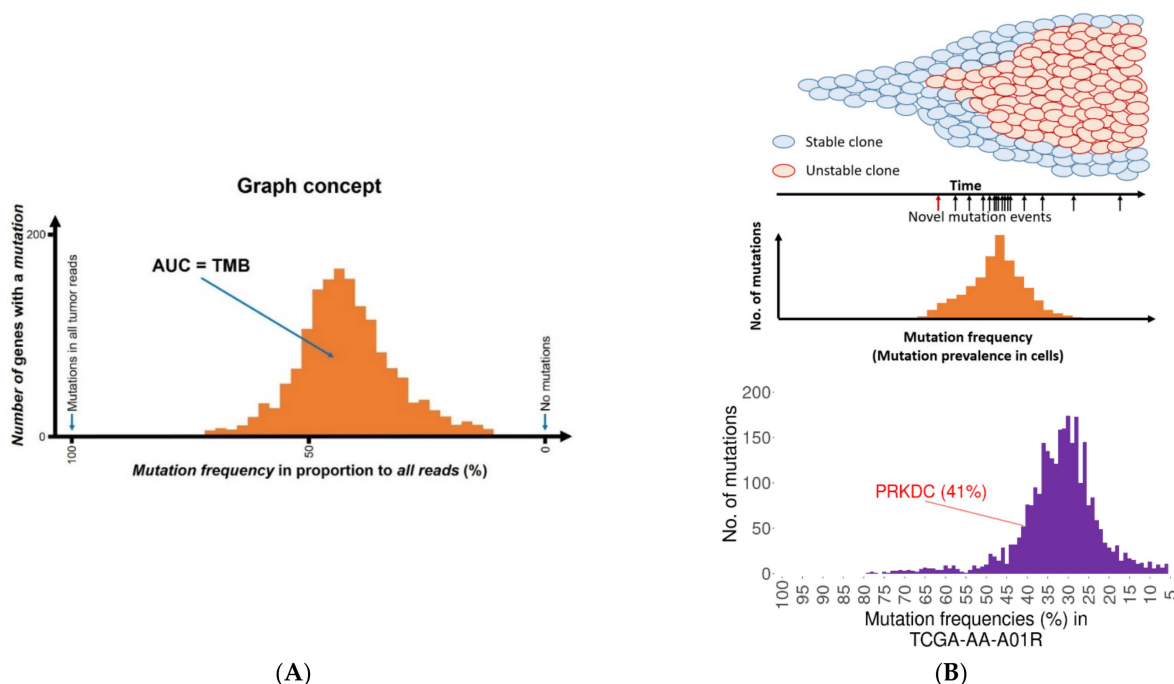 Graph concept
Number of genes with a mutation
200
0
Mutations in all tumor reads
AUC = TMB
No mutations
100
50
0
Mutation frequency in proportion to all reads (%)
(A)
Stable clone
Unstable clone
Time
Novel mutation events
No. of mutations
Mutation frequency
(Mutation prevalence in cells)
No. of mutations
200
150
100
50
0
PRKDC (41%)
100
95
90
85
80
75
70
65
60
55
50
45
40
35
30
25
20
15
10
5
Mutation frequencies (%) in
TCGA-AA-A01R
(B)